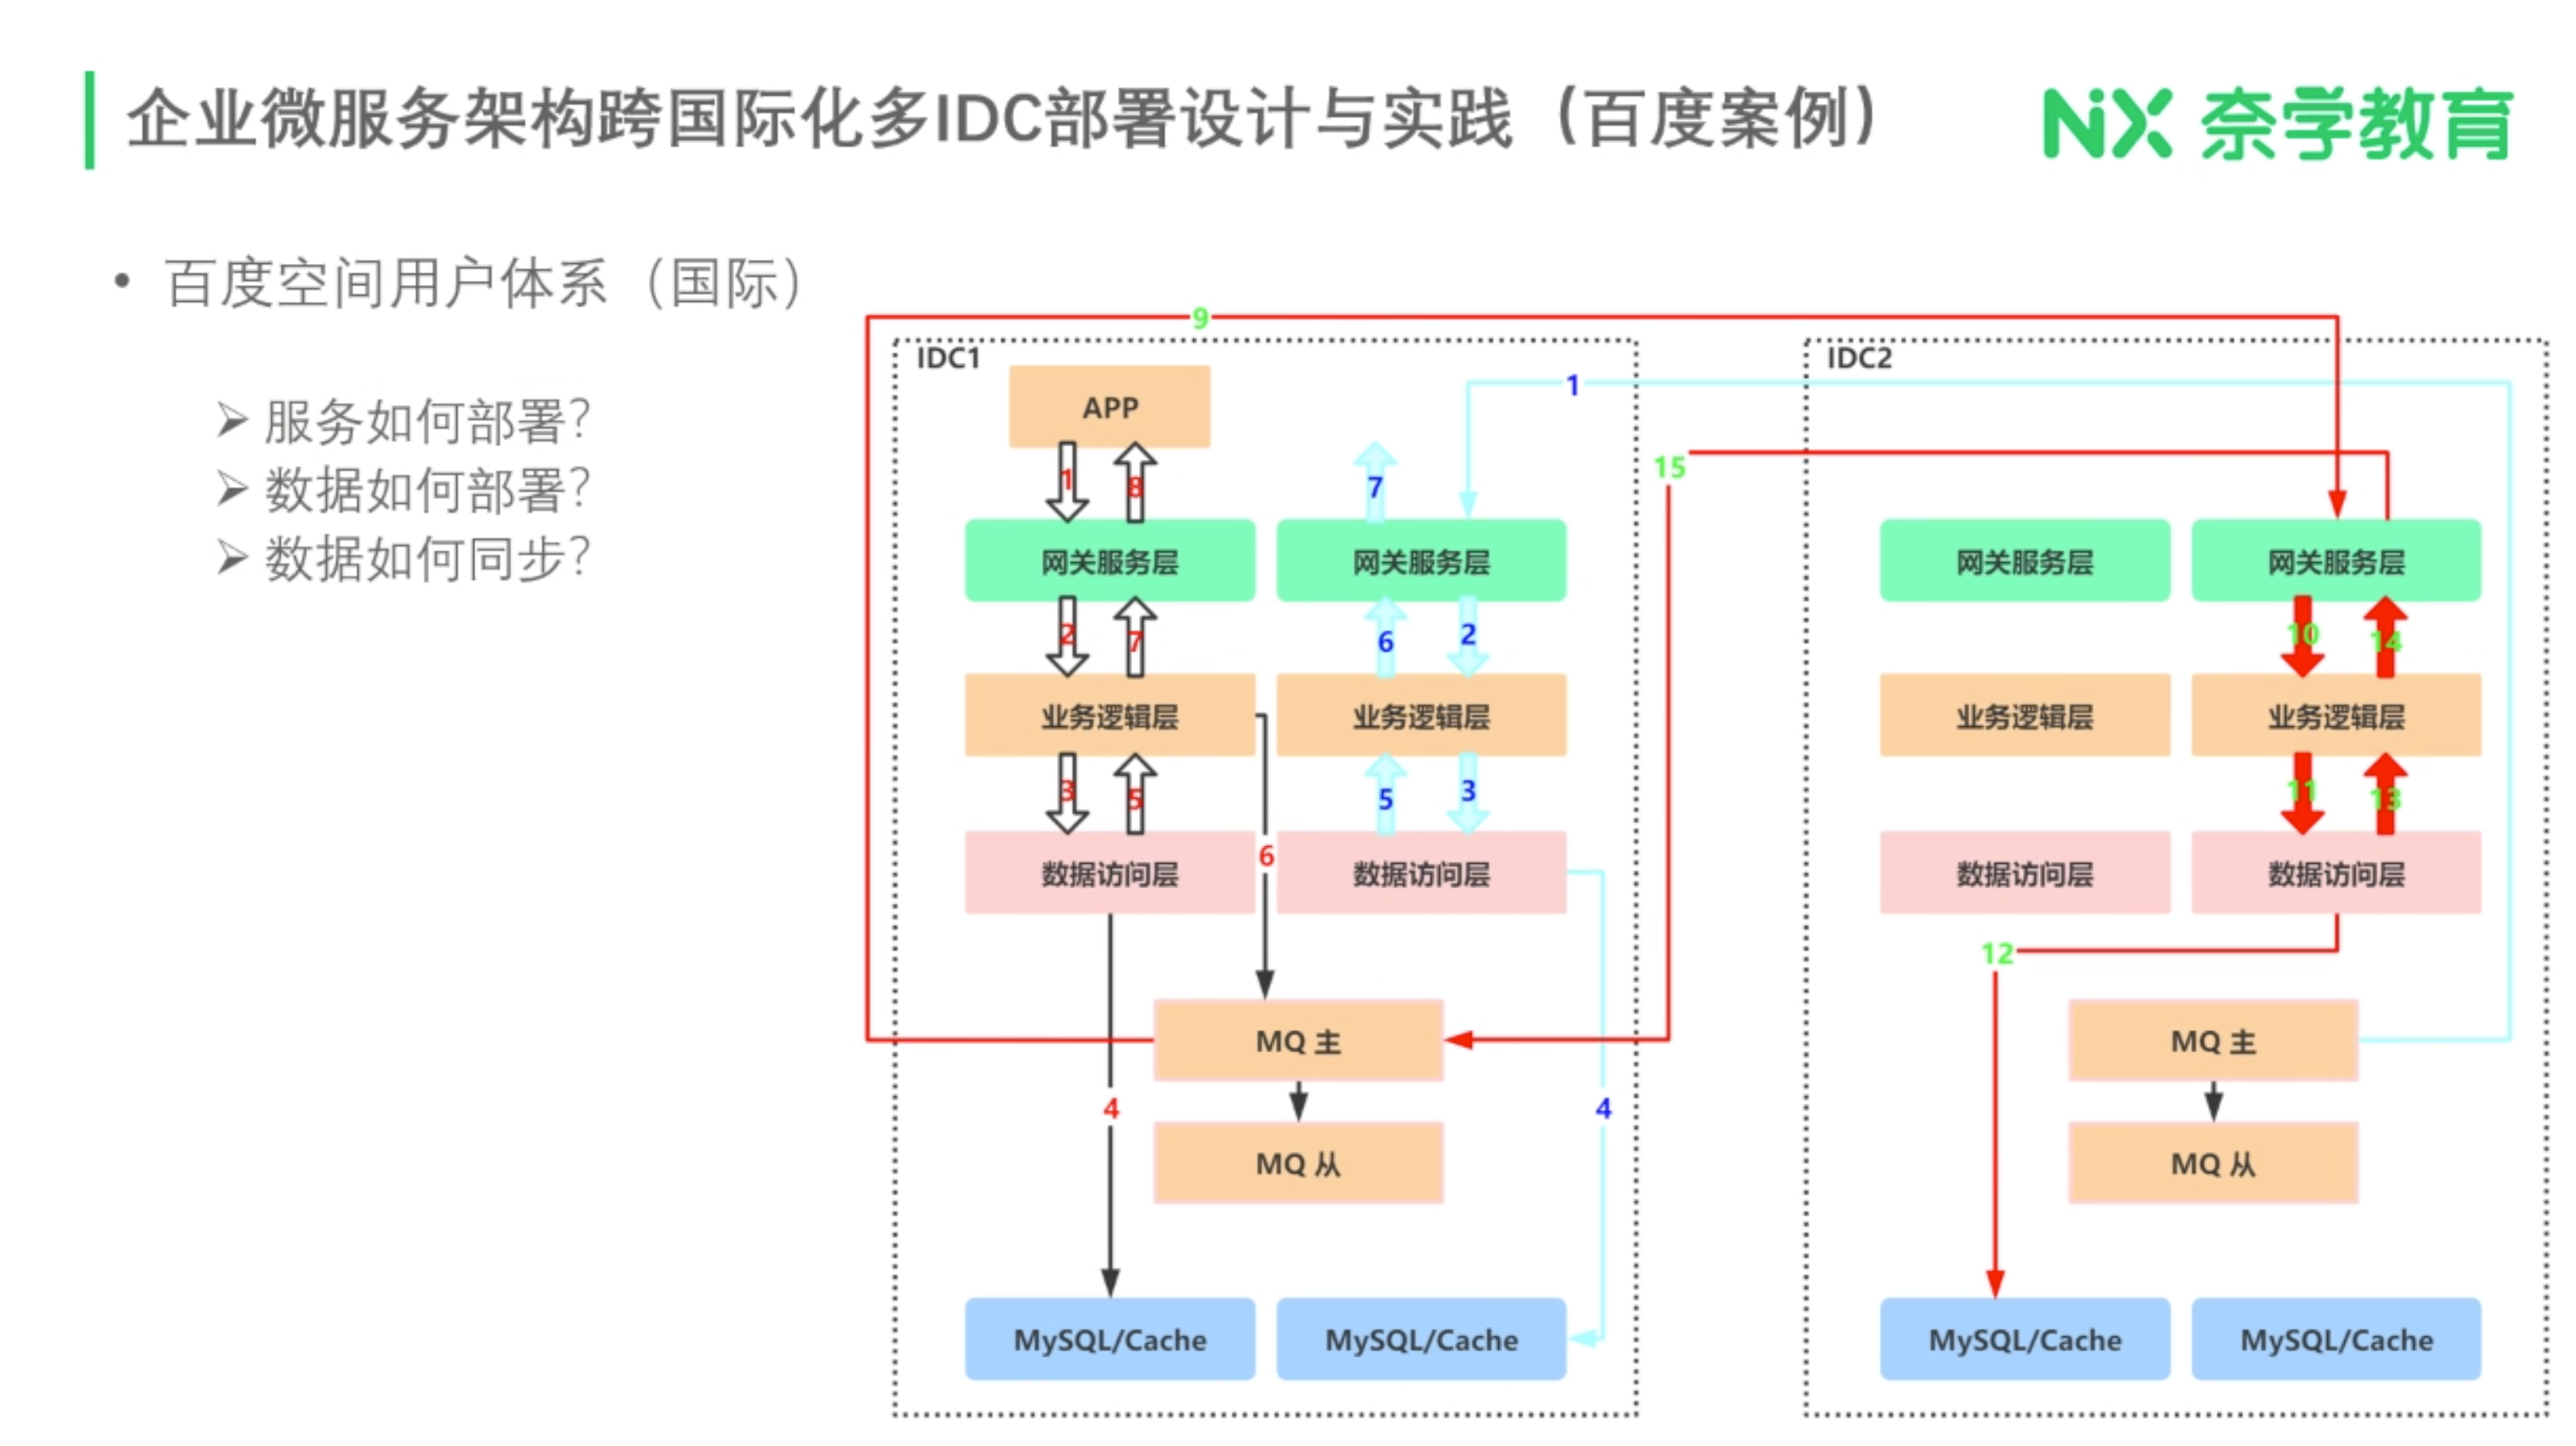 企业微服务架构跨国际化多IDC部署设计与实践（百度案例）
NX 奈学教育
• 百度空间用户体系（国际）
➢ 服务如何部署？
➢ 数据如何部署？
➢ 数据如何同步？
9
IDC1
IDC2
APP
1
15
1
8
7
网关服务层
网关服务层
网关服务层
网关服务层
2
7
6
2
10
14
业务逻辑层
业务逻辑层
业务逻辑层
业务逻辑层
3
5
5
3
11
13
6
数据访问层
数据访问层
数据访问层
数据访问层
12
MQ 主
MQ 主
4
4
MQ 从
MQ 从
MySQL/Cache
MySQL/Cache
MySQL/Cache
MySQL/Cache